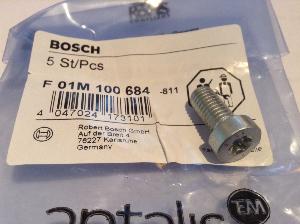 BOSCH
5 St/Pcs
F 01M 100 684 -811
4 047024 173101
Robert Bosch GmbH
Auf der Breit 4
76227 Karlsruhe
Germany
aptalis